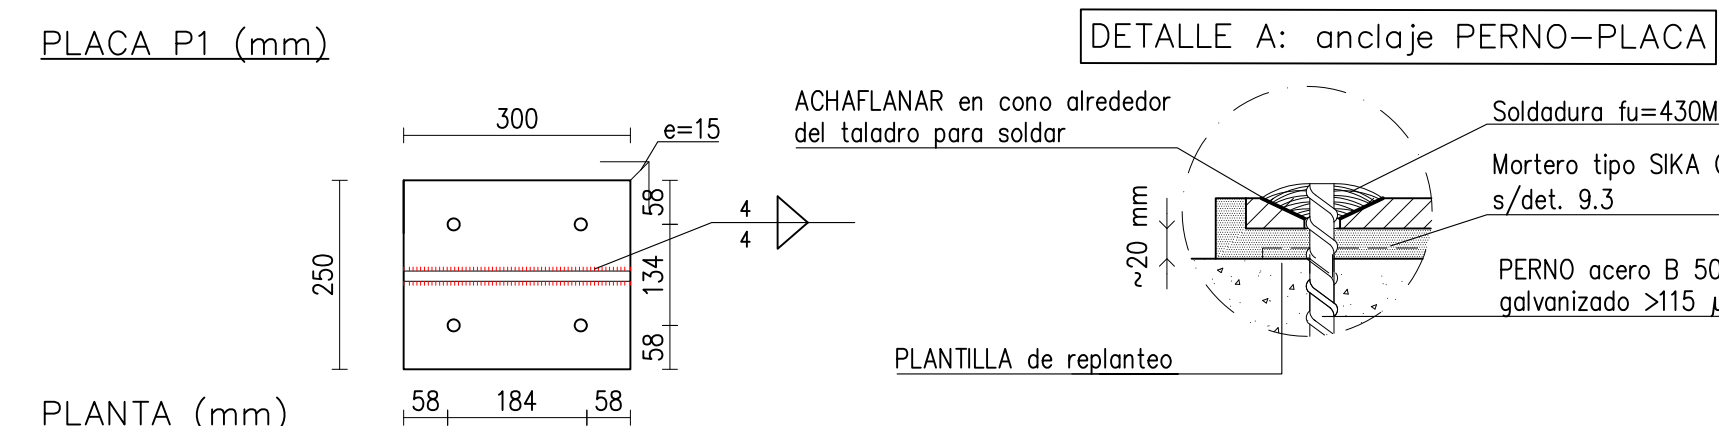 PLACA P1 (mm)
300
e=15
58
134
58
250
4
4
58 184 58
PLANTA (mm)
DETALLE A: anclaje PERNO-PLACA
ACHAFLANAR en cono alrededor
del taladro para soldar
~20 mm
PLANTILLA de replanteo
Soldadura fu=430M
Mortero tipo SIKA
s/det. 9.3
PERNO acero B 50
galvanizado >115 μ